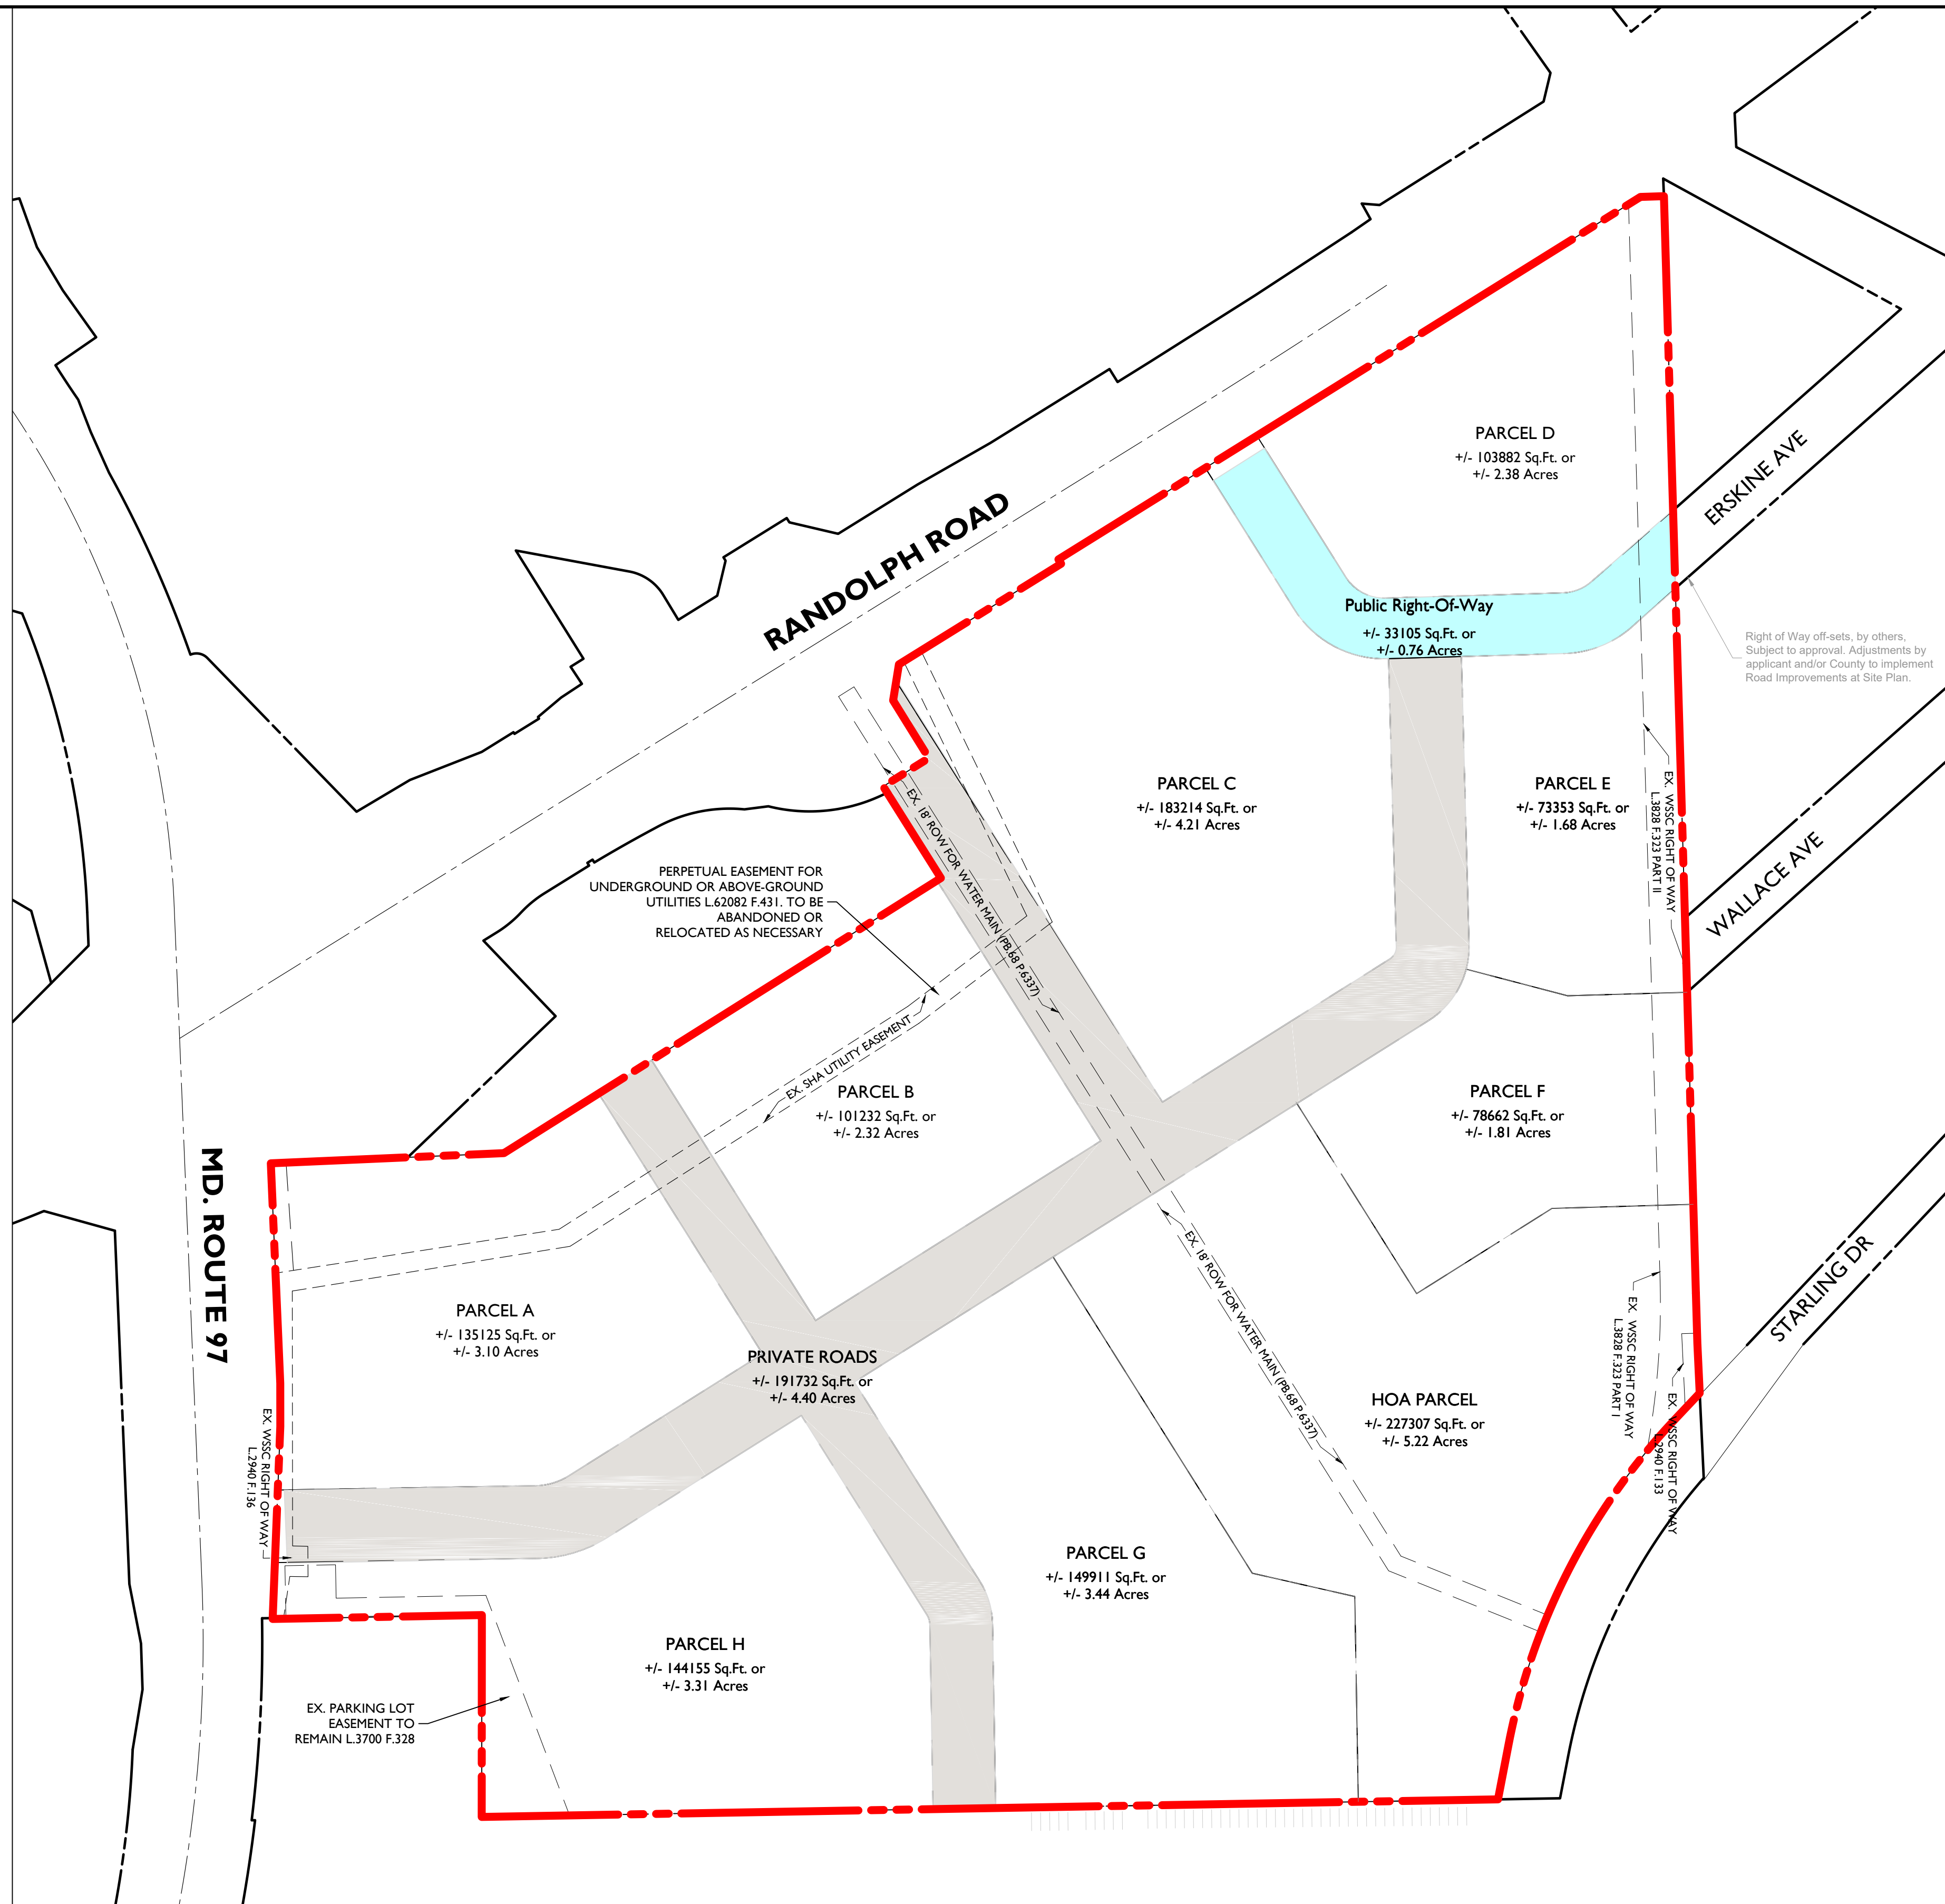 PARCEL D
+/- 103882 Sq.Ft. or
+/- 2.38 Acres
ERSKINE AVE
RANDOLPH ROAD
Public Right-Of-Way
+/- 33105 Sq.Ft. or
+/- 0.76 Acres
Right of Way off-sets, by others,
Subject to approval. Adjustments by
applicant and/or County to implement
Road Improvements at Site Plan.
PARCEL C
+/- 183214 Sq.Ft. or
+/- 4.21 Acres
PARCEL E
+/- 73353 Sq.Ft. or
+/- 1.68 Acres
EX. WSSC RIGHT OF WAY
L.3828 F.323 PART II
WALLACE AVE
EX. 18' ROW FOR WATER MAIN (PB.68 P.6337)
PERPETUAL EASEMENT FOR
UNDERGROUND OR ABOVE-GROUND
UTILITIES L.62082 F.431. TO BE
ABANDONED OR
RELOCATED AS NECESSARY
EX. SHA UTILITY EASEMENT
PARCEL B
+/- 101232 Sq.Ft. or
+/- 2.32 Acres
PARCEL F
+/- 78662 Sq.Ft. or
+/- 1.81 Acres
MD. ROUTE 97
PARCEL A
+/- 135125 Sq.Ft. or
+/- 3.10 Acres
PRIVATE ROADS
+/- 191732 Sq.Ft. or
+/- 4.40 Acres
EX. 18' ROW FOR WATER MAIN (PB.68 P.6337)
HOA PARCEL
+/- 227307 Sq.Ft. or
+/- 5.22 Acres
EX. WSSC RIGHT OF WAY
L.3828 F.323 PART I
EX. WSSC RIGHT OF WAY
L.2940 F.133
STARLING DR
EX. WSSC RIGHT OF WAY
L.2940 F.136
PARCEL G
+/- 149911 Sq.Ft. or
+/- 3.44 Acres
PARCEL H
+/- 144155 Sq.Ft. or
+/- 3.31 Acres
EX. PARKING LOT
EASEMENT TO
REMAIN L.3700 F.328